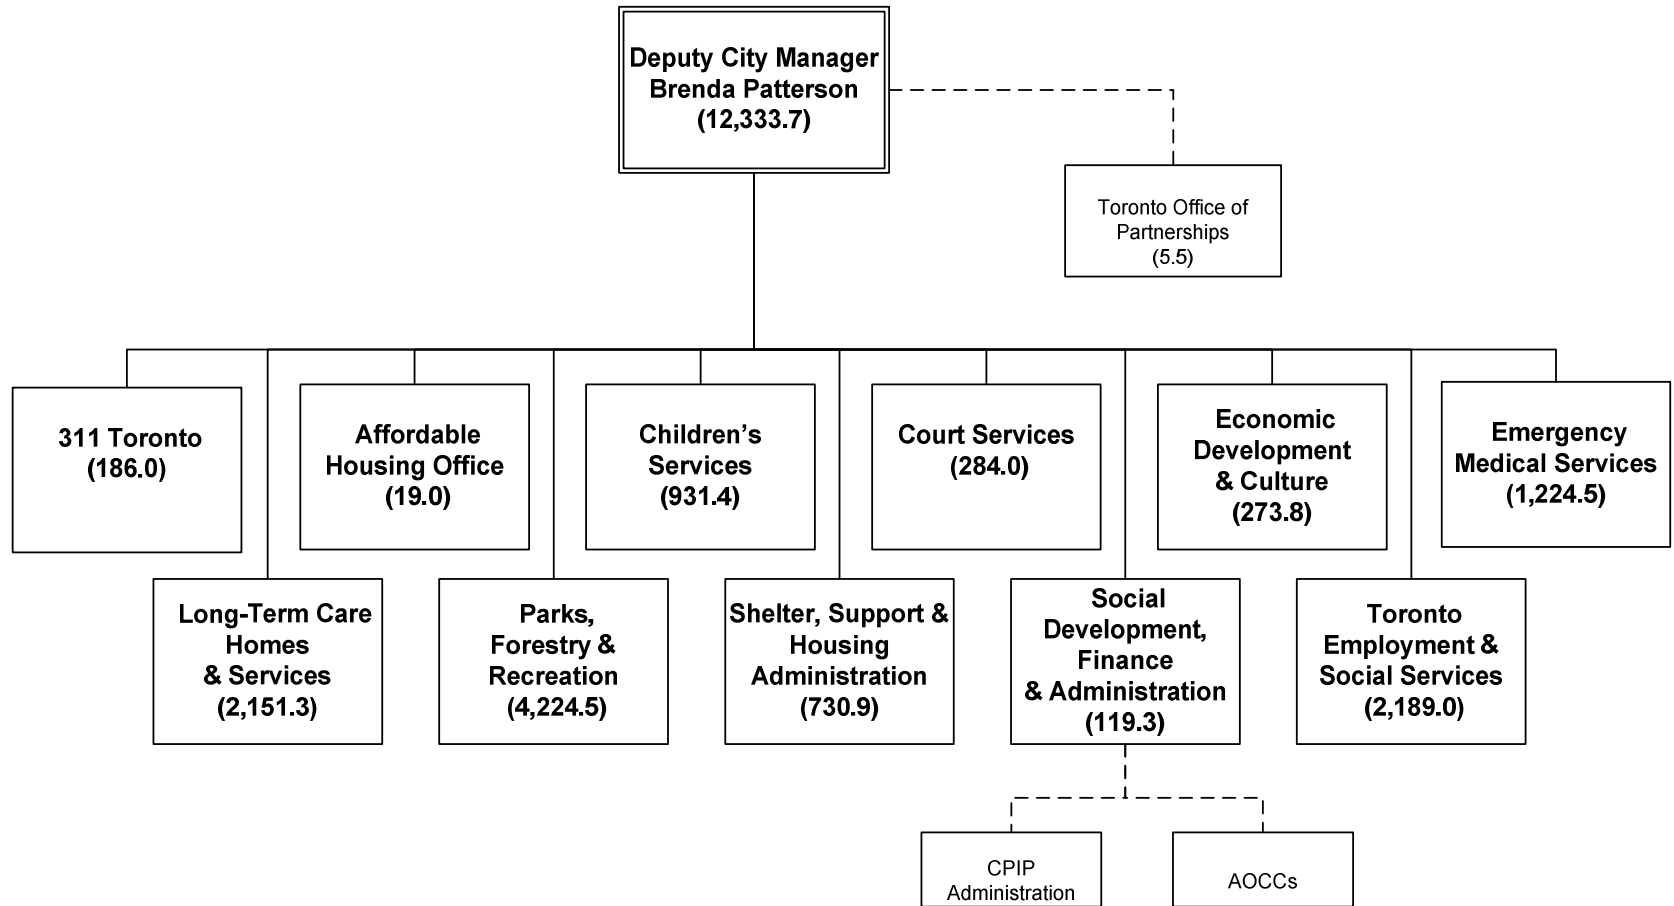 Deputy City Manager
Brenda Patterson
(12,333.7)
Toronto Office of
Partnerships
(5.5)
311 Toronto
(186.0)
Affordable
Housing Office
(19.0)
Children’s
Services
(931.4)
Court Services
(284.0)
Economic
Development
& Culture
(273.8)
Emergency
Medical Services
(1,224.5)
Long-Term Care
Homes
& Services
(2,151.3)
Parks,
Forestry &
Recreation
(4,224.5)
Shelter, Support &
Housing
Administration
(730.9)
Social
Development,
Finance
& Administration
(119.3)
Toronto
Employment &
Social Services
(2,189.0)
CPIP
Administration
AOCCs